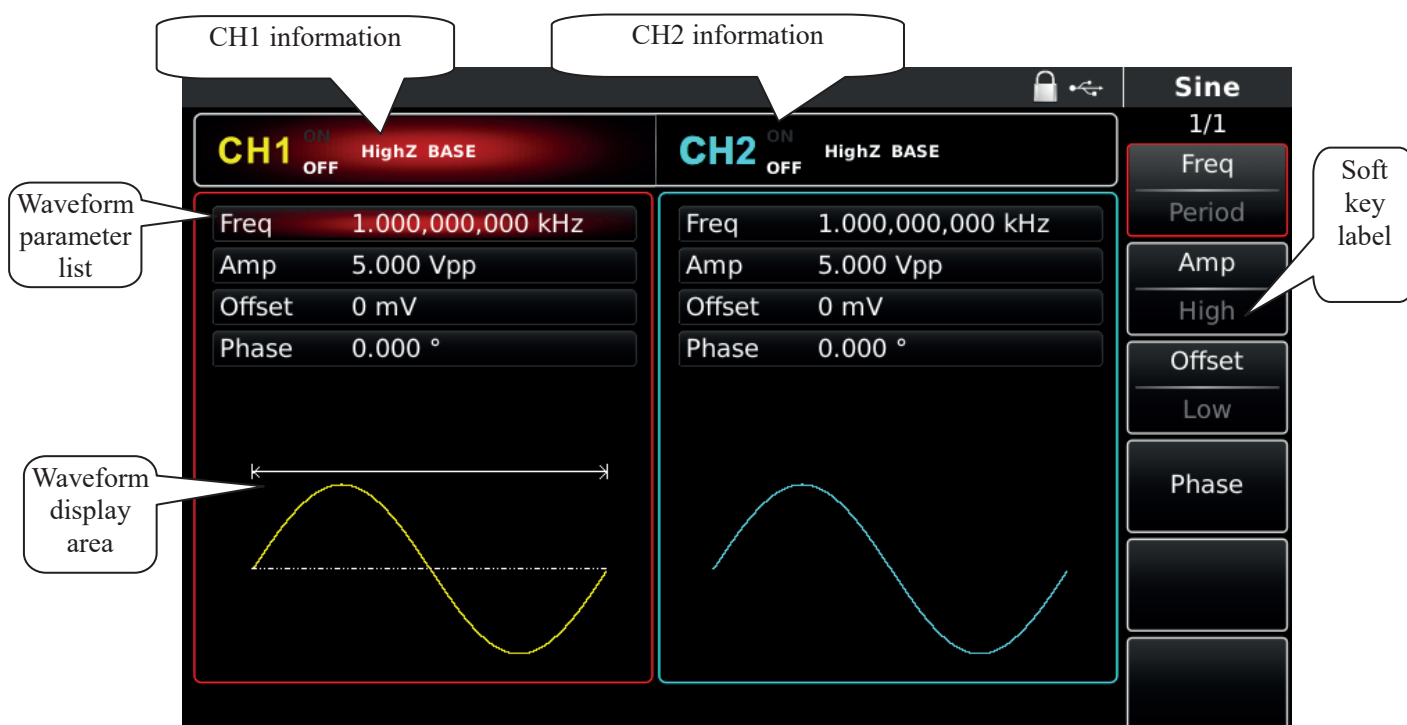 CH1 information
CH2 information
Sine
1/1
CH1 ON OFF HighZ BASE
CH2 ON OFF HighZ BASE
Waveform
parameter
list
Freq 1.000,000,000 kHz
Amp 5.000 Vpp
Offset 0 mV
Phase 0.000 °
Freq 1.000,000,000 kHz
Amp 5.000 Vpp
Offset 0 mV
Phase 0.000 °
Freq
Period
Amp
High
Offset
Low
Phase
Soft
key
label
Waveform
display
area